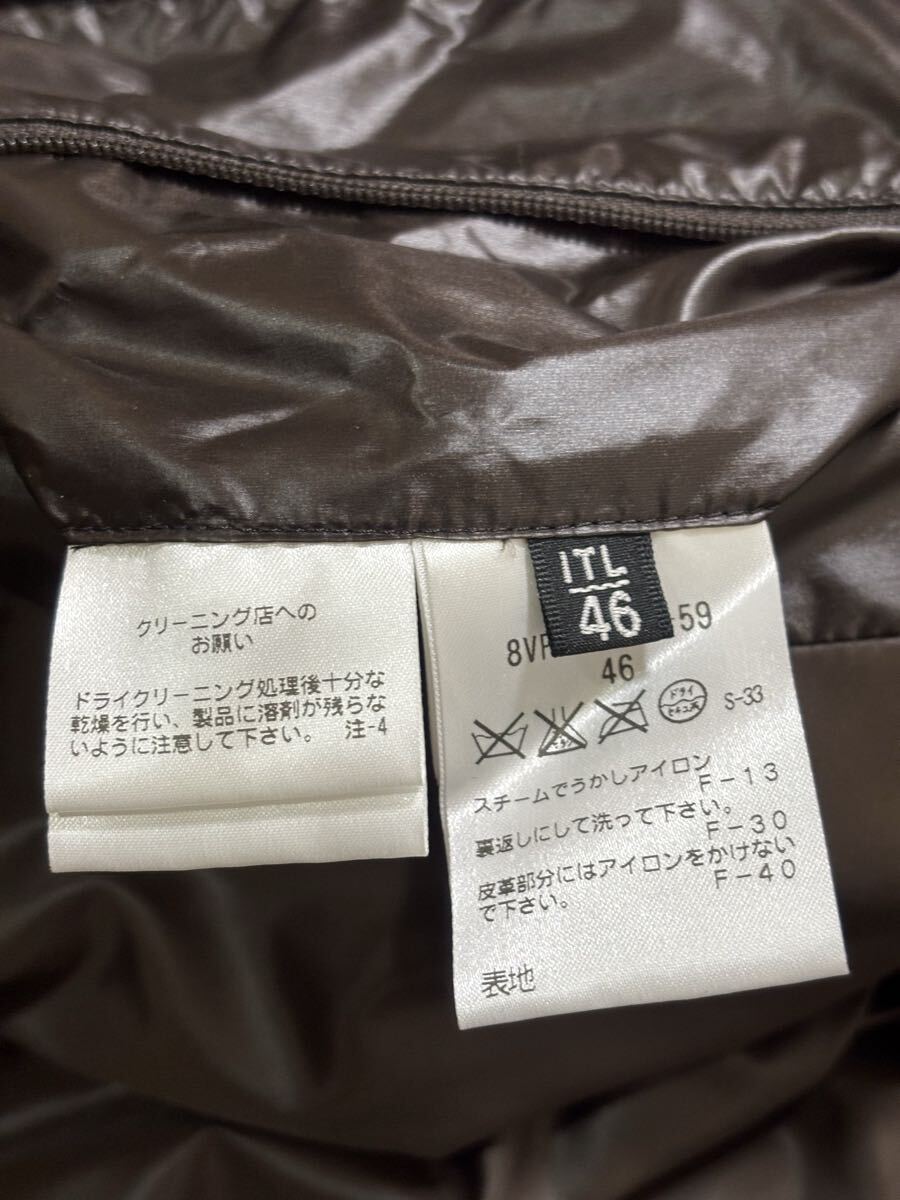 クリーニング店への
お願い
ドライクリーニング処理後十分な
乾燥を行い、製品に溶剤が残らな
いように注意して下さい。 注-4
ITL
46
8VF -59
46
ドライ
セキユ系
S-33
スチームでうかしアイロン
F-13
裏返しにして洗って下さい。
F-30
皮革部分にはアイロンをかけない
で下さい。 F-40
表地